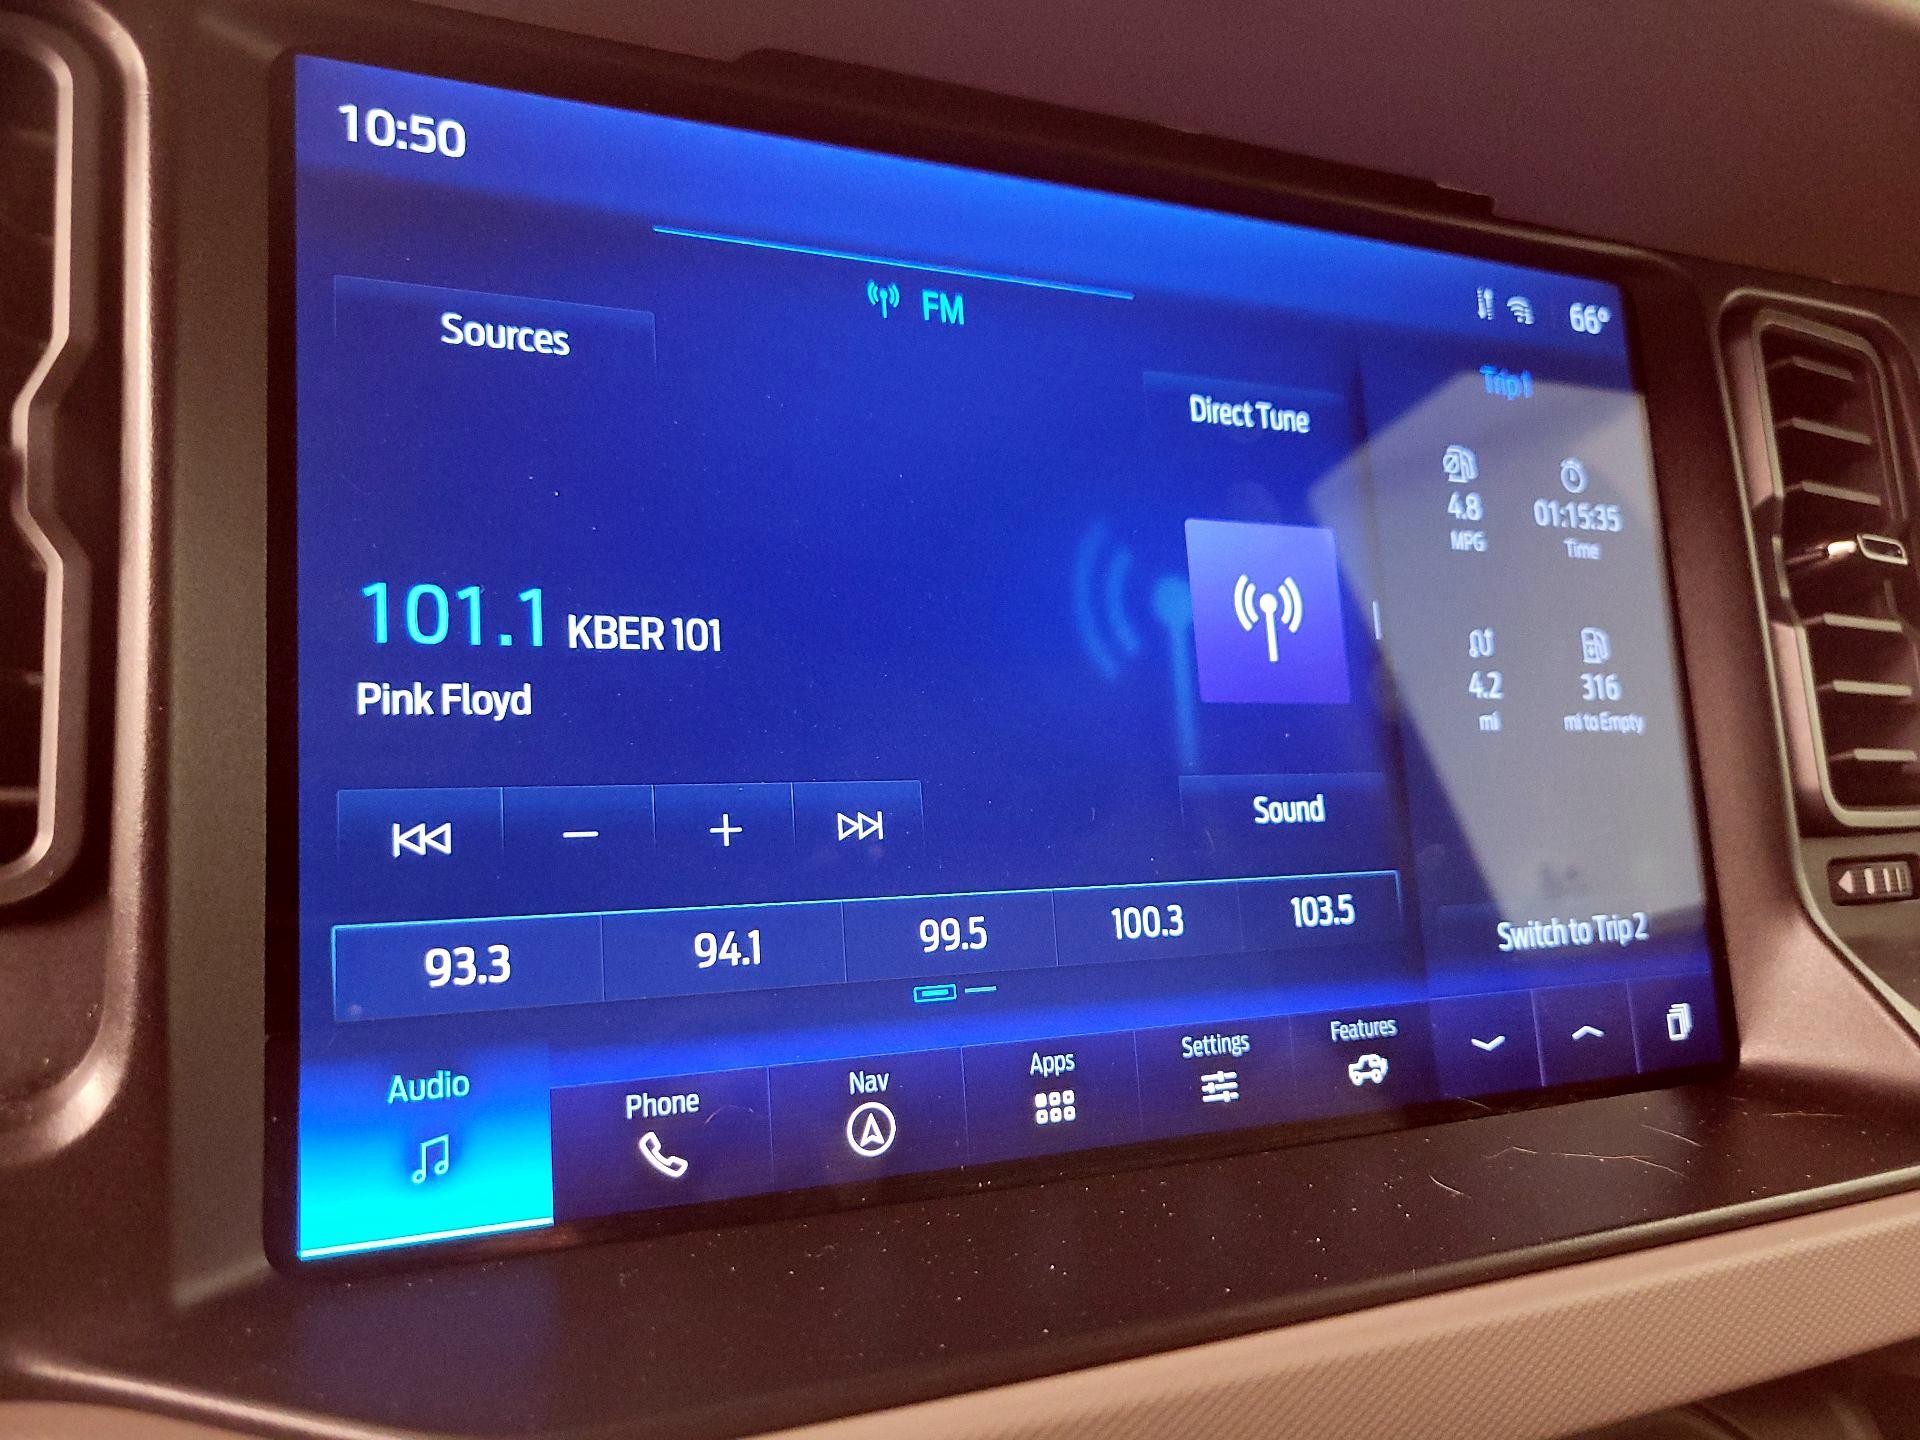 10:50
FM
66°
Sources
Direct Tune
Trip 1
4.8
MPG
01:15:35
Time
101.1 KBER 101
Pink Floyd
4.2
mi
316
mi to Empty
Sound
93.3
94.1
99.5
100.3
103.5
Switch to Trip 2
Audio
Phone
Nav
Apps
Settings
Features